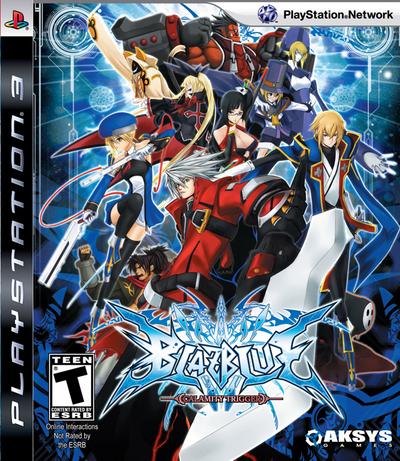 PLAYSTATION 3
PlayStation®Network
BLAZBLUE
CALAMITY TRIGGER
TEEN
T
CONTENT RATED BY
ESRB
Online Interactions
Not Rated by
the ESRB
AKSYS
GAMES